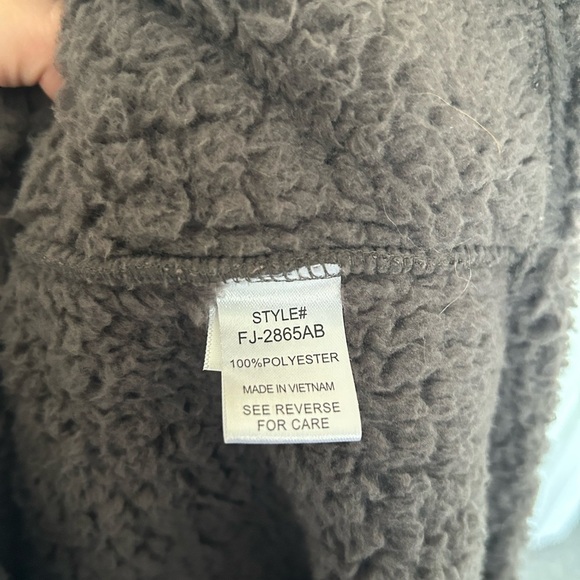 STYLE#
FJ-2865AB
100%POLYESTER
MADE IN VIETNAM
SEE REVERSE
FOR CARE